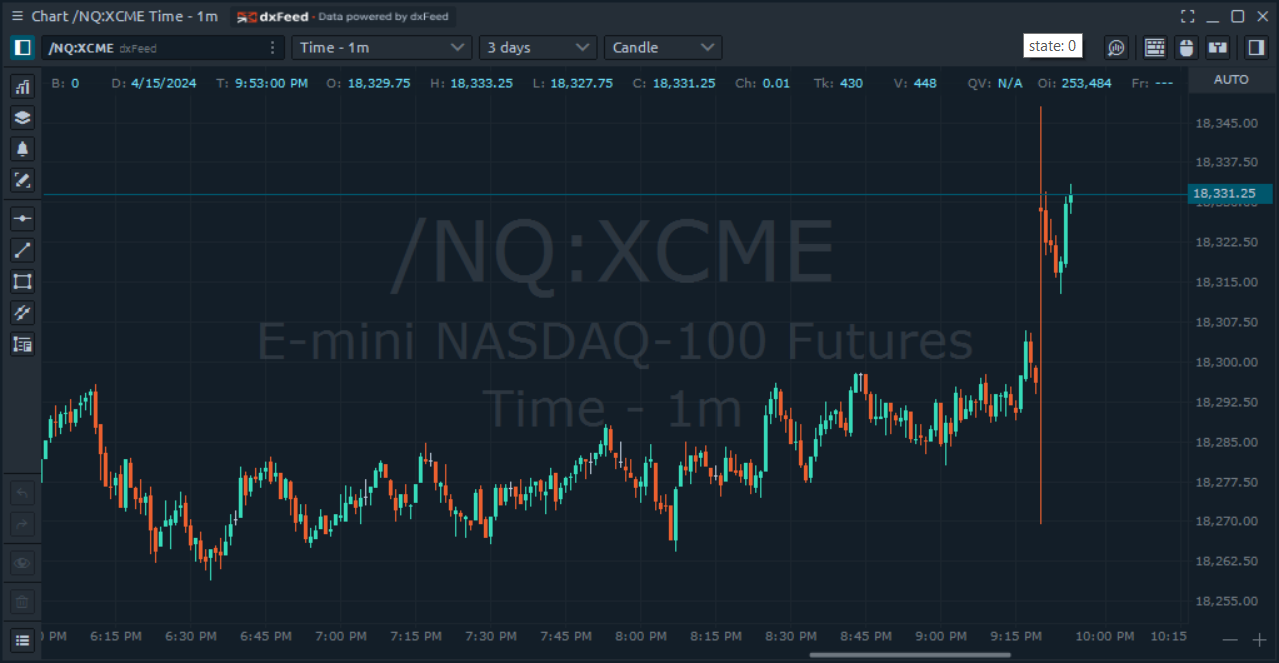 Chart /NQ:XCME Time - 1m dxFeed - Data powered by dxFeed
/NQ:XCME dxFeed Time - 1m 3 days Candle state: 0
B: 0 D: 4/15/2024 T: 9:53:00 PM O: 18,329.75 H: 18,333.25 L: 18,327.75 C: 18,331.25 Ch: 0.01 Tk: 430 V: 448 QV: N/A Oi: 253,484 Fr: --- AUTO
18,345.00
18,337.50
18,331.25
/NQ:XCME
18,322.50
18,315.00
18,307.50
E-mini NASDAQ-100 Futures
18,300.00
Time - 1m
18,292.50
18,285.00
18,277.50
18,270.00
18,262.50
18,255.00
PM 6:15 PM 6:30 PM 6:45 PM 7:00 PM 7:15 PM 7:30 PM 7:45 PM 8:00 PM 8:15 PM 8:30 PM 8:45 PM 9:00 PM 9:15 PM 10:00 PM 10:15